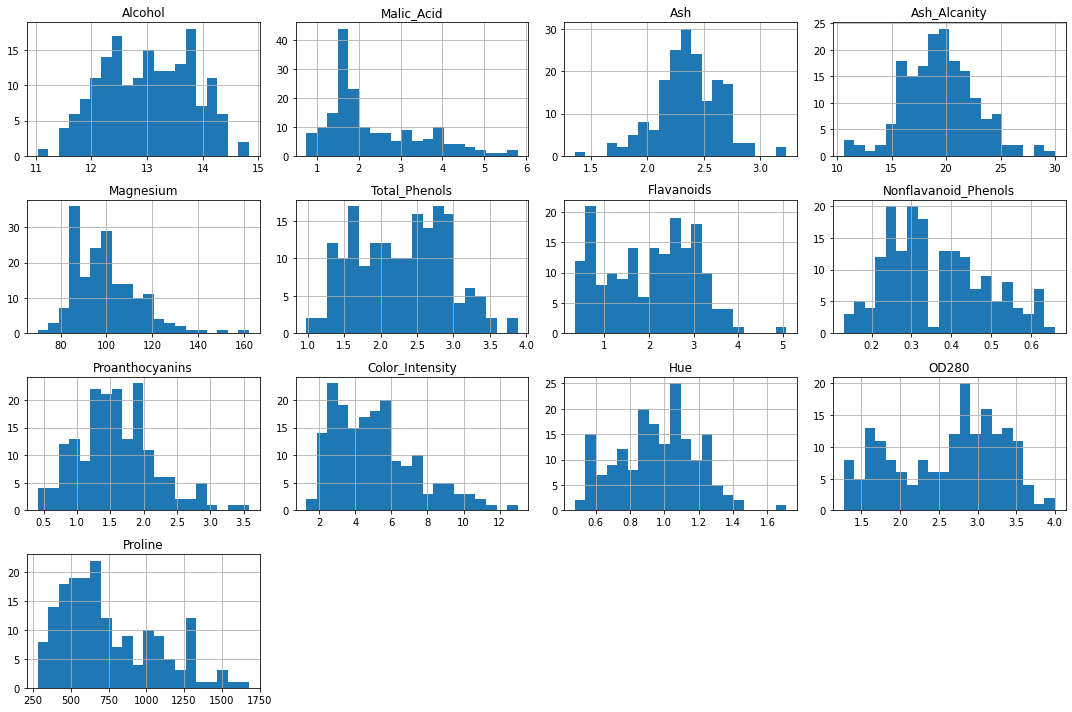 Alcohol
15
10
5
0
11 12 13 14 15
Malic_Acid
40
30
20
10
0
1 2 3 4 5 6
Ash
30
25
20
15
10
5
0
1.5 2.0 2.5 3.0
Ash_Alcanity
25
20
15
10
5
0
10 15 20 25 30
Magnesium
30
20
10
0
80 100 120 140 160
Total_Phenols
15
10
5
0
1.0 1.5 2.0 2.5 3.0 3.5 4.0
Flavanoids
20
15
10
5
0
1 2 3 4 5
Nonflavanoid_Phenols
20
15
10
5
0
0.2 0.3 0.4 0.5 0.6
Proanthocyanins
20
15
10
5
0
0.5 1.0 1.5 2.0 2.5 3.0 3.5
Color_Intensity
20
15
10
5
0
2 4 6 8 10 12
Hue
25
20
15
10
5
0
0.6 0.8 1.0 1.2 1.4 1.6
OD280
20
15
10
5
0
1.5 2.0 2.5 3.0 3.5 4.0
Proline
20
15
10
5
0
250 500 750 1000 1250 1500 1750